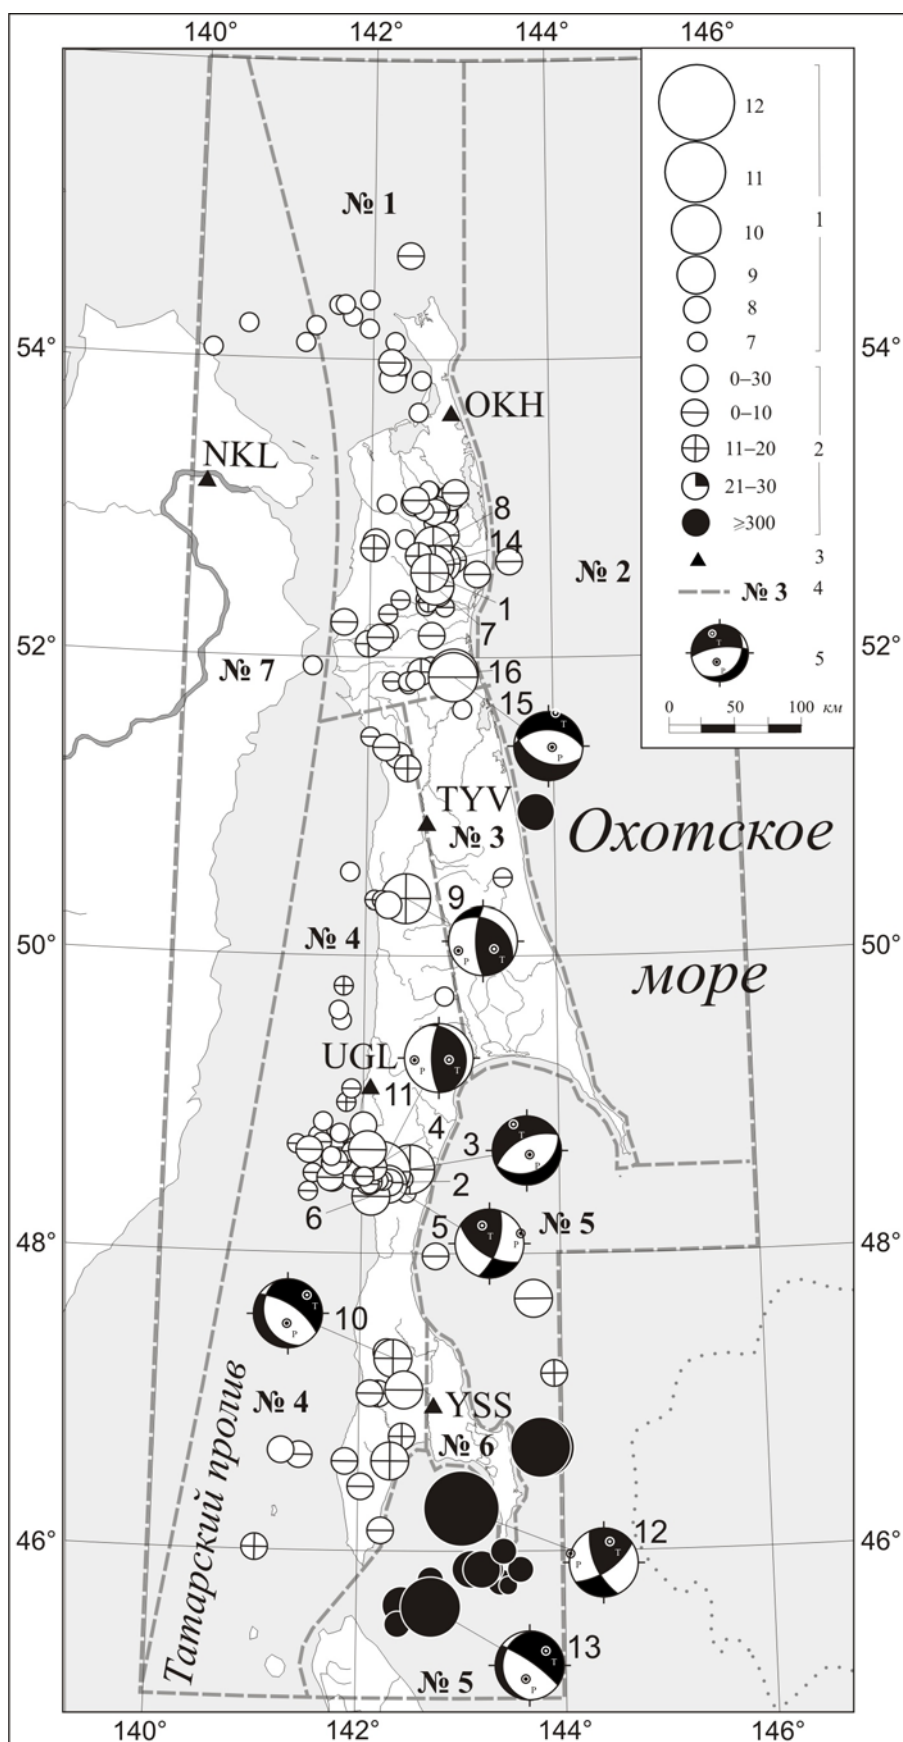 140°
142°
144°
146°
12
11
10
9
8
7
1
0–30
0–10
11–20
21–30
≥300
2
3
№ 3
4
5
0 50 100 км
№ 1
54°
54°
OKH
NKL
8
14
№ 2
1
7
52°
52°
№ 7
16
15
T
P
TYV
№ 3
Охотское
море
9
P
T
№ 4
50°
50°
UGL
11
P
T
4
3
T
P
2
6
5
№ 5
T
P
48°
48°
10
T
P
Татарский пролив
№ 4
YSS
№ 6
46°
46°
12
T
P
13
T
P
№ 5
140°
142°
144°
146°